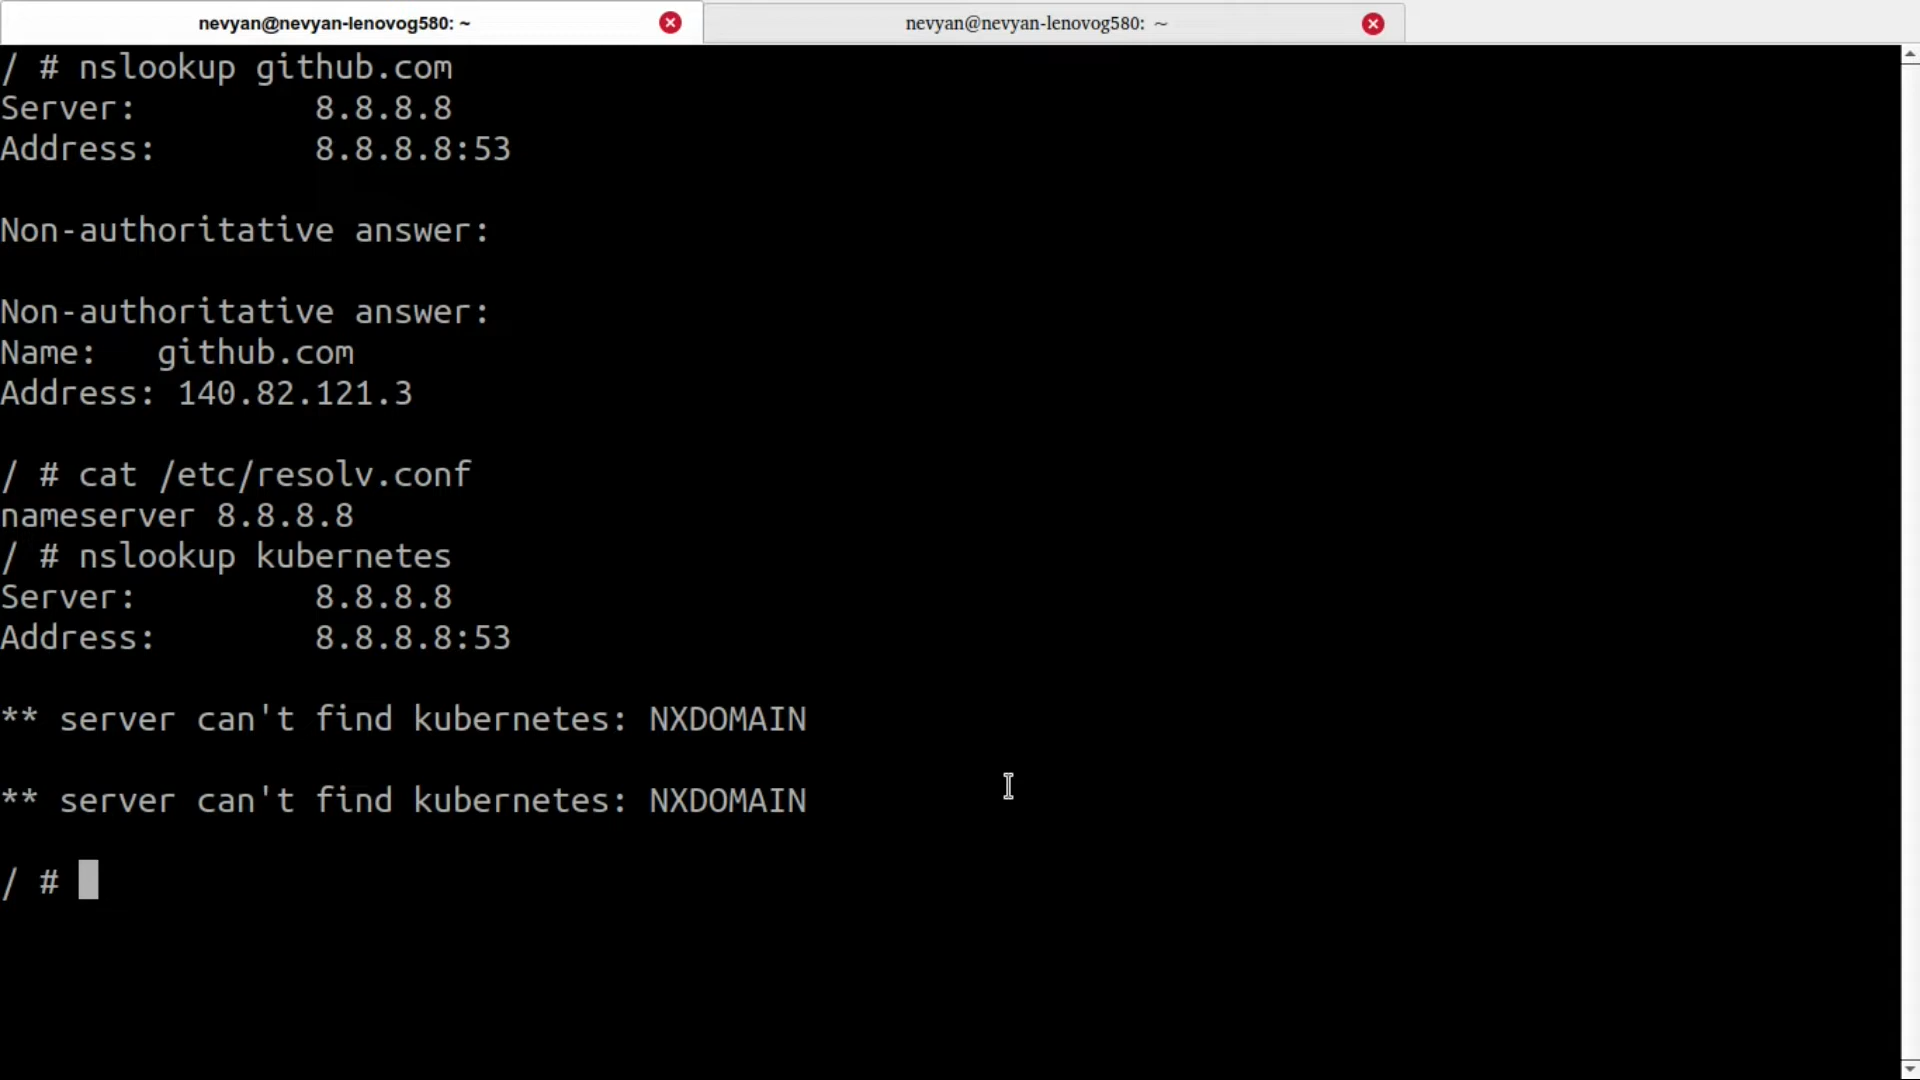 nevyan@nevyan-lenovog580: ~
nevyan@nevyan-lenovog580: ~
/ # nslookup github.com
Server:         8.8.8.8
Address:        8.8.8.8:53
Non-authoritative answer:
Non-authoritative answer:
Name:   github.com
Address: 140.82.121.3
/ # cat /etc/resolv.conf
nameserver 8.8.8.8
/ # nslookup kubernetes
Server:         8.8.8.8
Address:        8.8.8.8:53
** server can't find kubernetes: NXDOMAIN
** server can't find kubernetes: NXDOMAIN
/ #